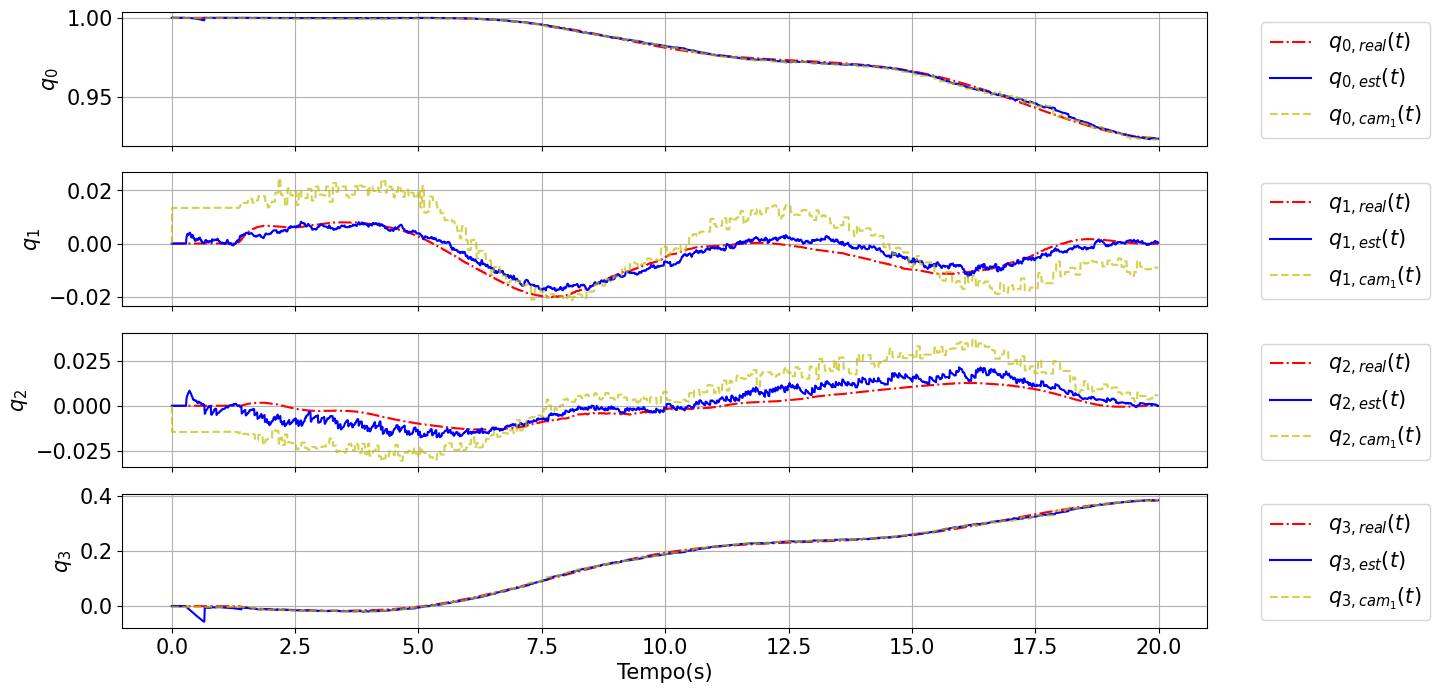 1.00
0.95
q₀
q₀,real(t)
q₀,est(t)
q₀,cam₁(t)
0.02
0.00
−0.02
q₁
q₁,real(t)
q₁,est(t)
q₁,cam₁(t)
0.025
0.000
−0.025
q₂
q₂,real(t)
q₂,est(t)
q₂,cam₁(t)
0.4
0.2
0.0
q₃
q₃,real(t)
q₃,est(t)
q₃,cam₁(t)
0.0 2.5 5.0 7.5 10.0 12.5 15.0 17.5 20.0
Tempo(s)